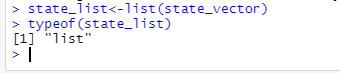 > state_list<-list(state_vector)
> typeof(state_list)
[1] "list"
>